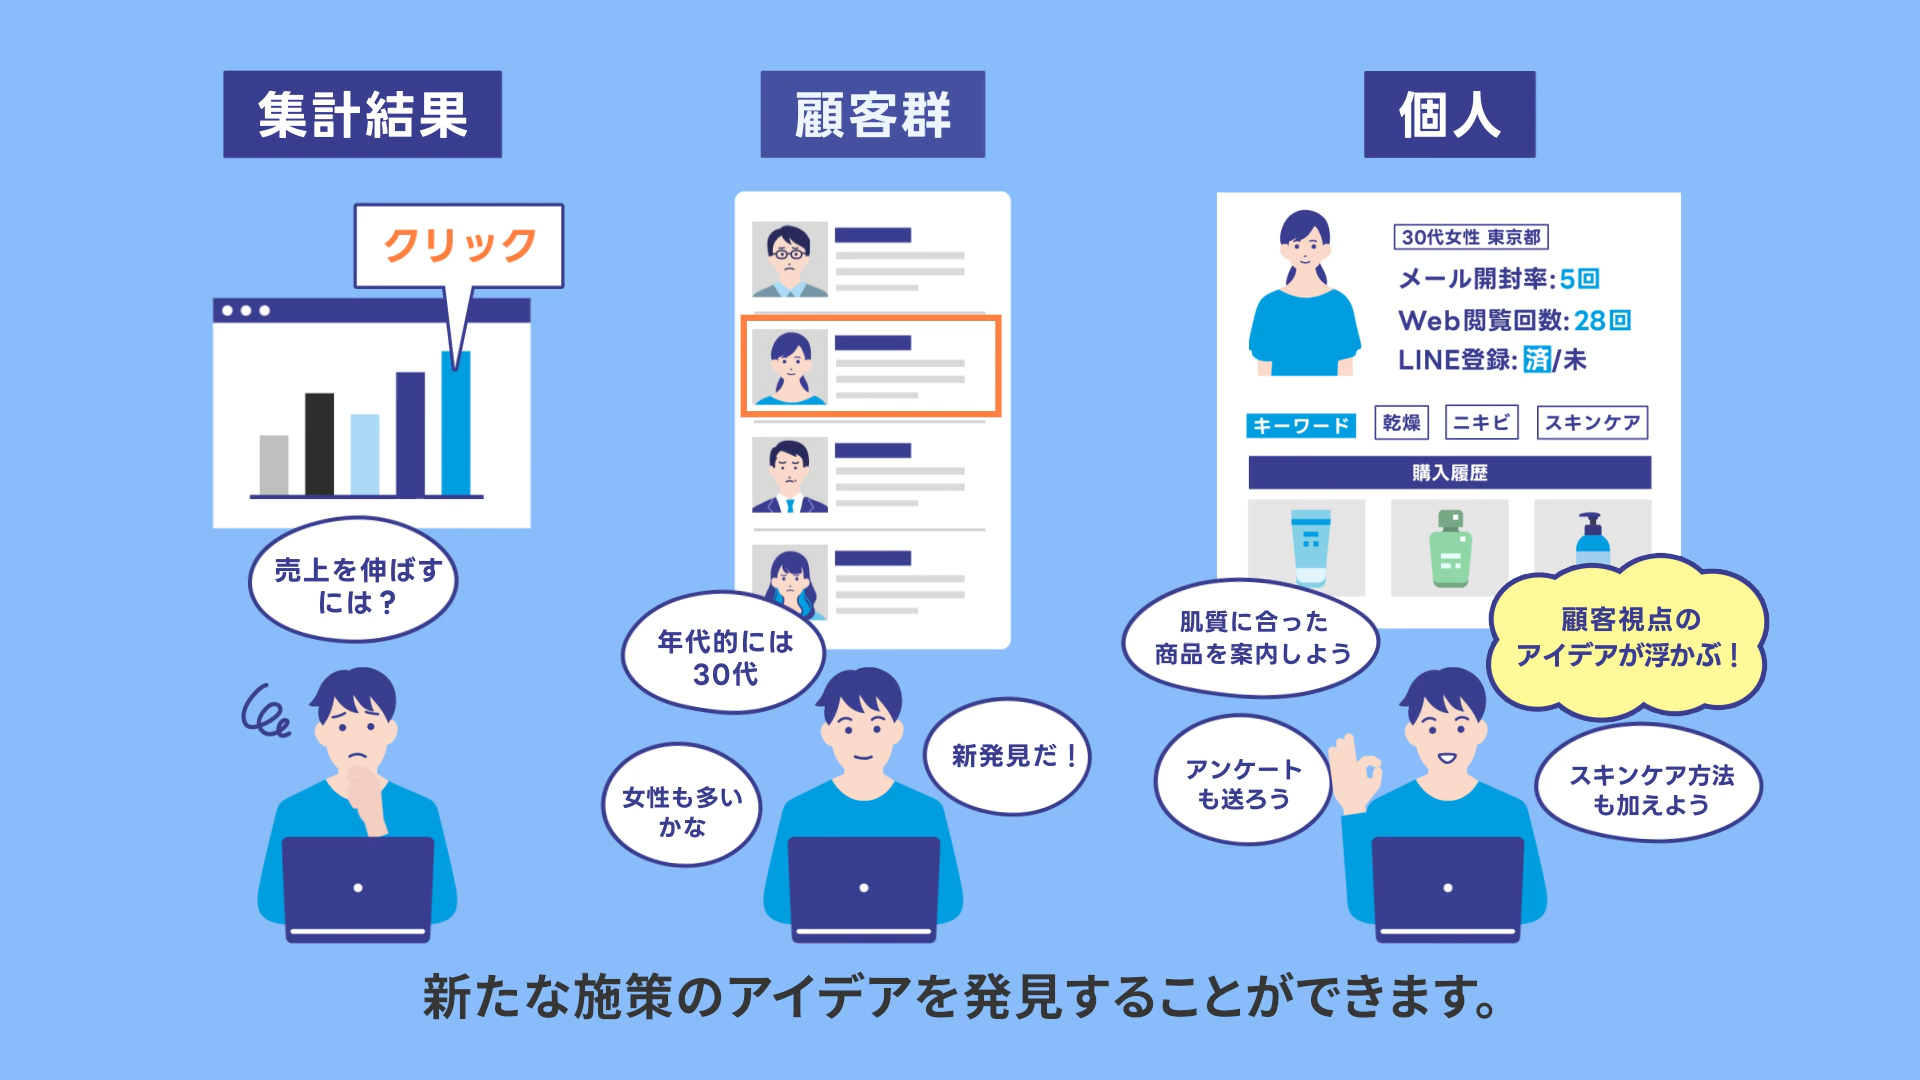 集計結果
クリック
売上を伸ばす
には？
顧客群
年代的には
30代
新発見だ！
女性も多い
かな
個人
30代女性 東京都
メール開封率:5回
Web閲覧回数:28回
LINE登録:済/未
キーワード 乾燥 ニキビ スキンケア
購入履歴
肌質に合った
商品を案内しよう
顧客視点の
アイデアが浮かぶ！
アンケート
も送ろう
スキンケア方法
も加えよう
新たな施策のアイデアを発見することができます。